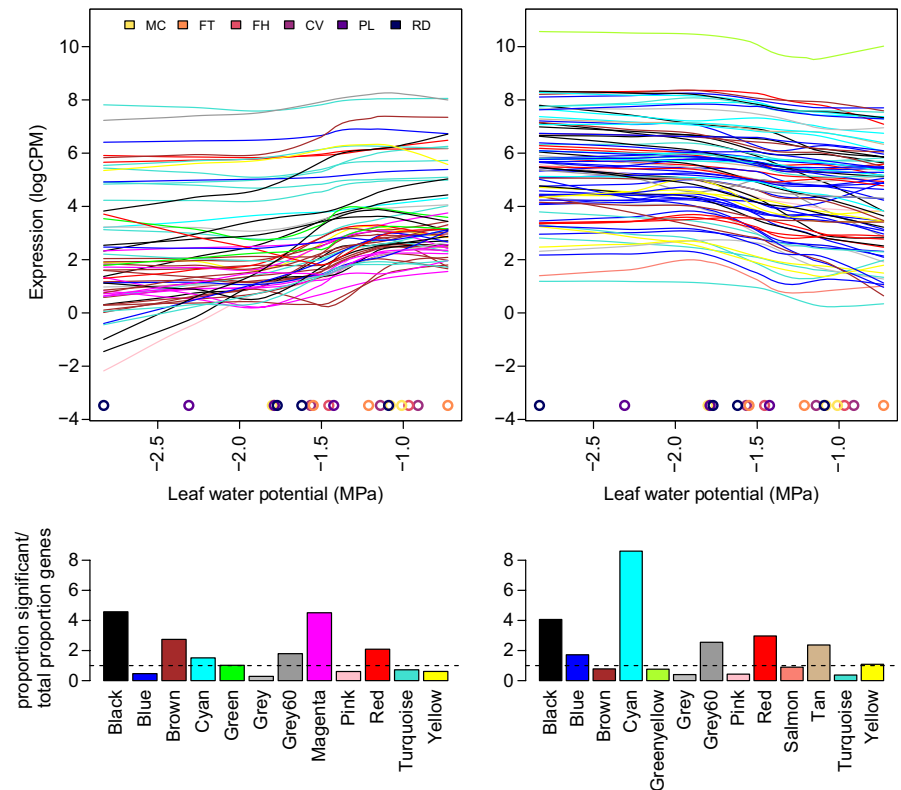 MC FT FH CV PL RD
Expression (logCPM)
10
8
6
4
2
0
−2
−4
−2.5
−2.0
−1.5
−1.0
Leaf water potential (MPa)
10
8
6
4
2
0
−2
−4
−2.5
−2.0
−1.5
−1.0
Leaf water potential (MPa)
proportion significant/
total proportion genes
8
6
4
2
0
Black
Blue
Brown
Cyan
Green
Grey
Grey60
Magenta
Pink
Red
Turquoise
Yellow
8
6
4
2
0
Black
Blue
Brown
Cyan
Greenyellow
Grey
Grey60
Pink
Red
Salmon
Tan
Turquoise
Yellow